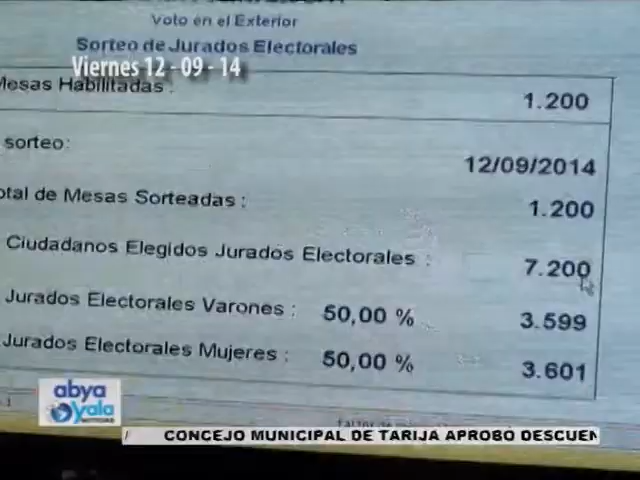 Voto en el Exterior
Sorteo de Jurados Electorales
Viernes 12 - 09 - 14
Mesas Habilitadas : 1.200
sorteo: 12/09/2014
otal de Mesas Sorteadas : 1.200
Ciudadanos Elegidos Jurados Electorales : 7.200
Jurados Electorales Varones : 50,00 % 3.599
Jurados Electorales Mujeres : 50,00 % 3.601
abya
yala
NOTICIAS
CONCEJO MUNICIPAL DE TARIJA APROBO DESCUEN